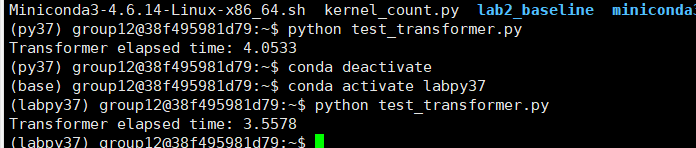 Miniconda3-4.6.14-Linux-x86_64.sh  kernel_count.py  lab2_baseline  miniconda3
(py37) group12@38f495981d79:~$ python test_transformer.py
Transformer elapsed time: 4.0533
(py37) group12@38f495981d79:~$ conda deactivate
(base) group12@38f495981d79:~$ conda activate labpy37
(labpy37) group12@38f495981d79:~$ python test_transformer.py
Transformer elapsed time: 3.5578
(labpy37) group12@38f495981d79:~$